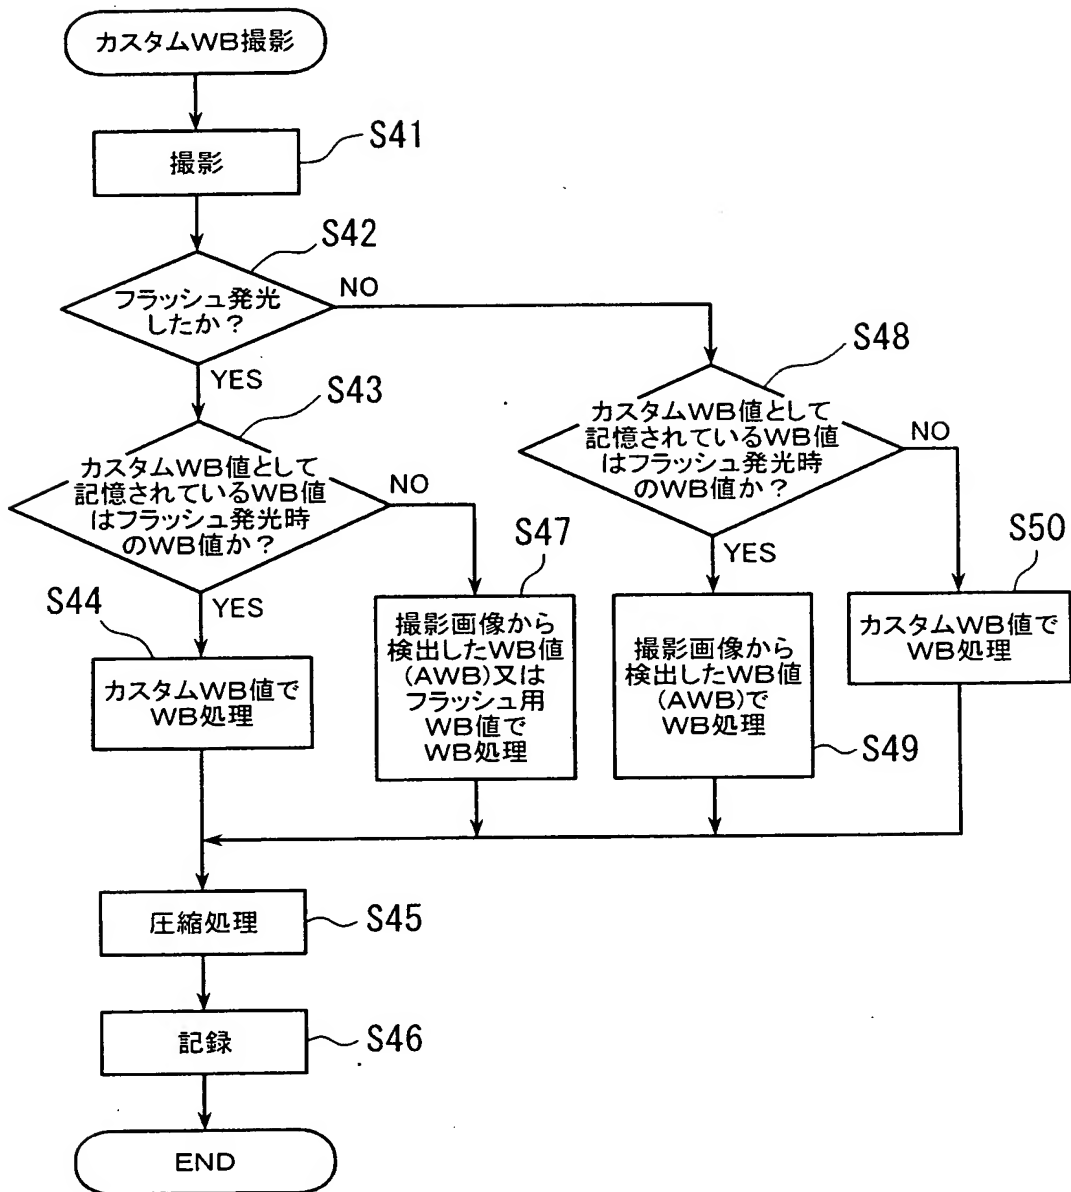 カスタムWB撮影
S41
撮影
S42
フラッシュ発光
したか?
NO
YES
S43
カスタムWB値として
記憶されているWB値
はフラッシュ発光時
のWB値か?
NO
YES
S44
カスタムWB値で
WB処理
S47
撮影画像から
検出したWB値
(AWB)又は
フラッシュ用
WB値で
WB処理
S48
カスタムWB値として
記憶されているWB値
はフラッシュ発光時
のWB値か?
NO
YES
撮影画像から
検出したWB値
(AWB)で
WB処理
S49
S50
カスタムWB値で
WB処理
圧縮処理
S45
記録
S46
END